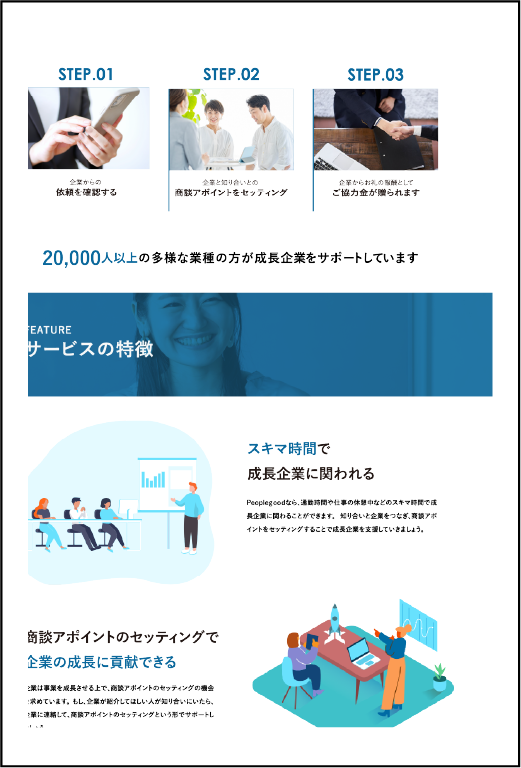 STEP.01
STEP.02
STEP.03
企業からの
依頼を確認する
企業と知り合いとの
商談アポイントをセッティング
企業からお礼の報酬として
ご協力金が贈られます
20,000人以上の多様な業種の方が成長企業をサポートしています
FEATURE
サービスの特徴
スキマ時間で
成長企業に関われる
Peoplegoodなら、通勤時間や仕事の休憩中などのスキマ時間で成
長企業に関わることができます。 知り合いと企業をつなぎ、商談アポ
イントをセッティングすることで成長企業を支援していきましょう。
商談アポイントのセッティングで
企業の成長に貢献できる
企業は事業を成長させる上で、商談アポイントのセッティングの機会
求めています。もし、企業が紹介してほしい人が知り合いにいたら、
企業に連絡して、商談アポイントのセッティングという形でサポートし